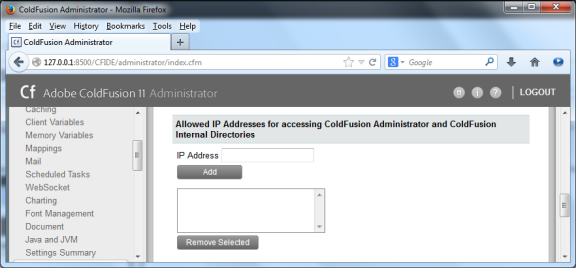 ColdFusion Administrator - Mozilla Firefox
File Edit View History Bookmarks Tools Help
Cf ColdFusion Administrator +
127.0.0.1:8500/CFIDE/administrator/index.cfm
Google
Cf Adobe ColdFusion 11 Administrator
LOGOUT
Caching
Client Variables
Memory Variables
Mappings
Mail
Scheduled Tasks
WebSocket
Charting
Font Management
Document
Java and JVM
Settings Summary
Allowed IP Addresses for accessing ColdFusion Administrator and ColdFusion
Internal Directories
IP Address
Add
Remove Selected